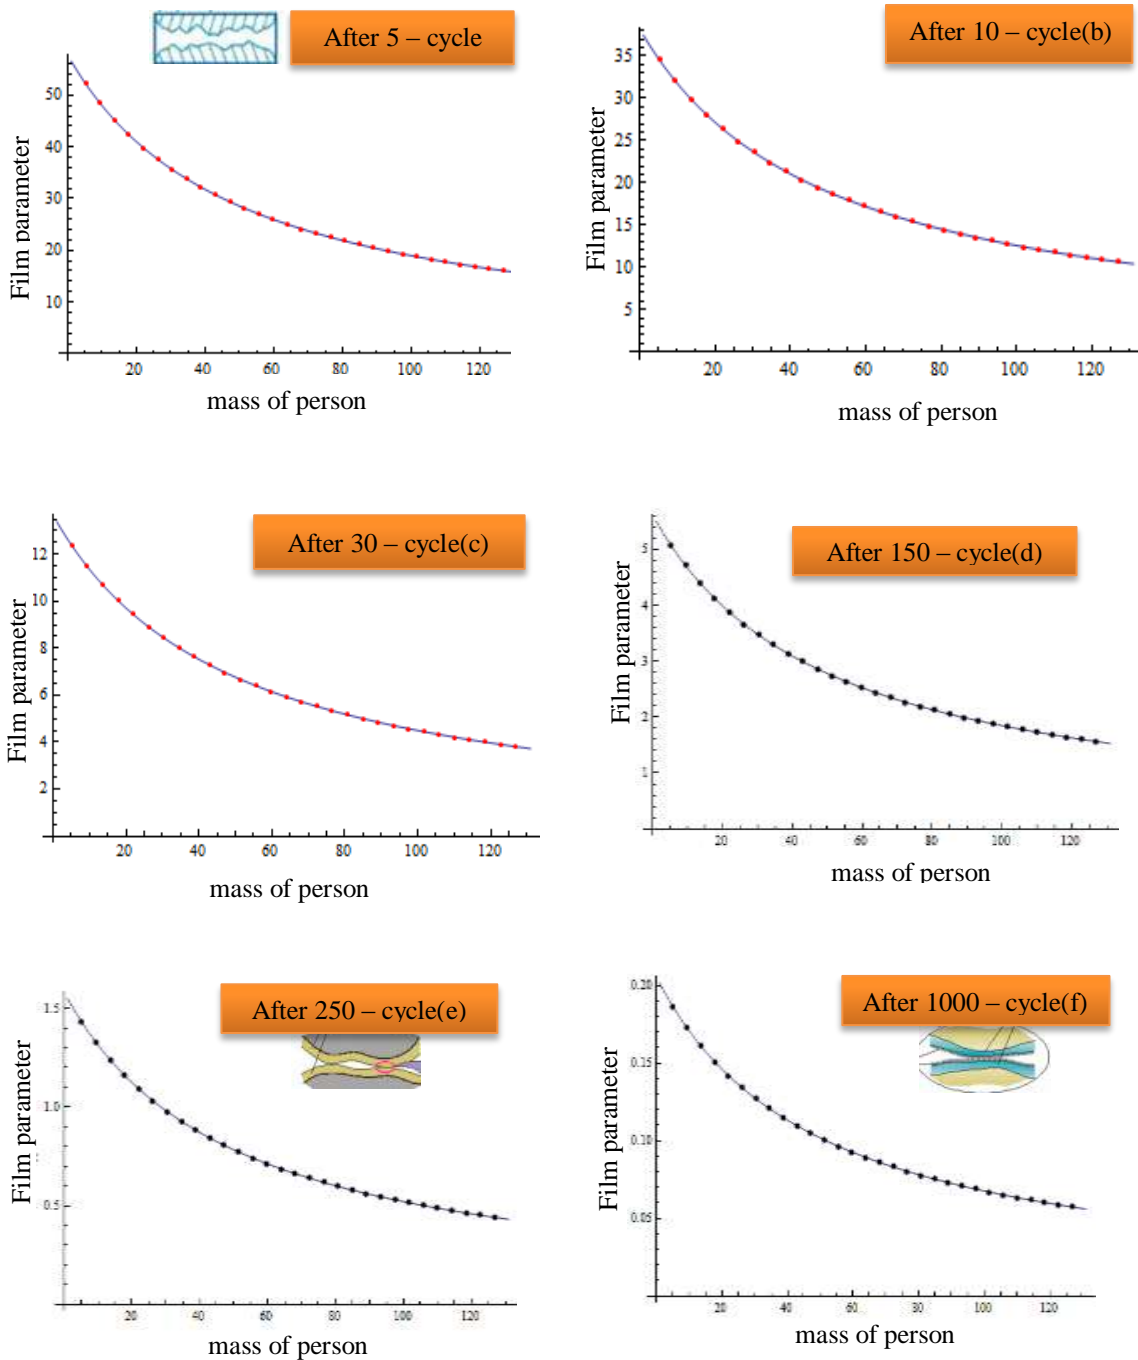 After 5 – cycle
50
40
30
20
10
Film parameter
20 40 60 80 100 120
mass of person
After 10 – cycle(b)
35
30
25
20
15
10
5
Film parameter
20 40 60 80 100 120
mass of person
After 30 – cycle(c)
12
10
8
6
4
2
Film parameter
20 40 60 80 100 120
mass of person
After 150 – cycle(d)
5
4
3
2
1
Film parameter
20 40 60 80 100 120
mass of person
After 250 – cycle(e)
1.5
1.0
0.5
Film parameter
20 40 60 80 100 120
mass of person
After 1000 – cycle(f)
0.20
0.15
0.10
0.05
Film parameter
20 40 60 80 100 120
mass of person